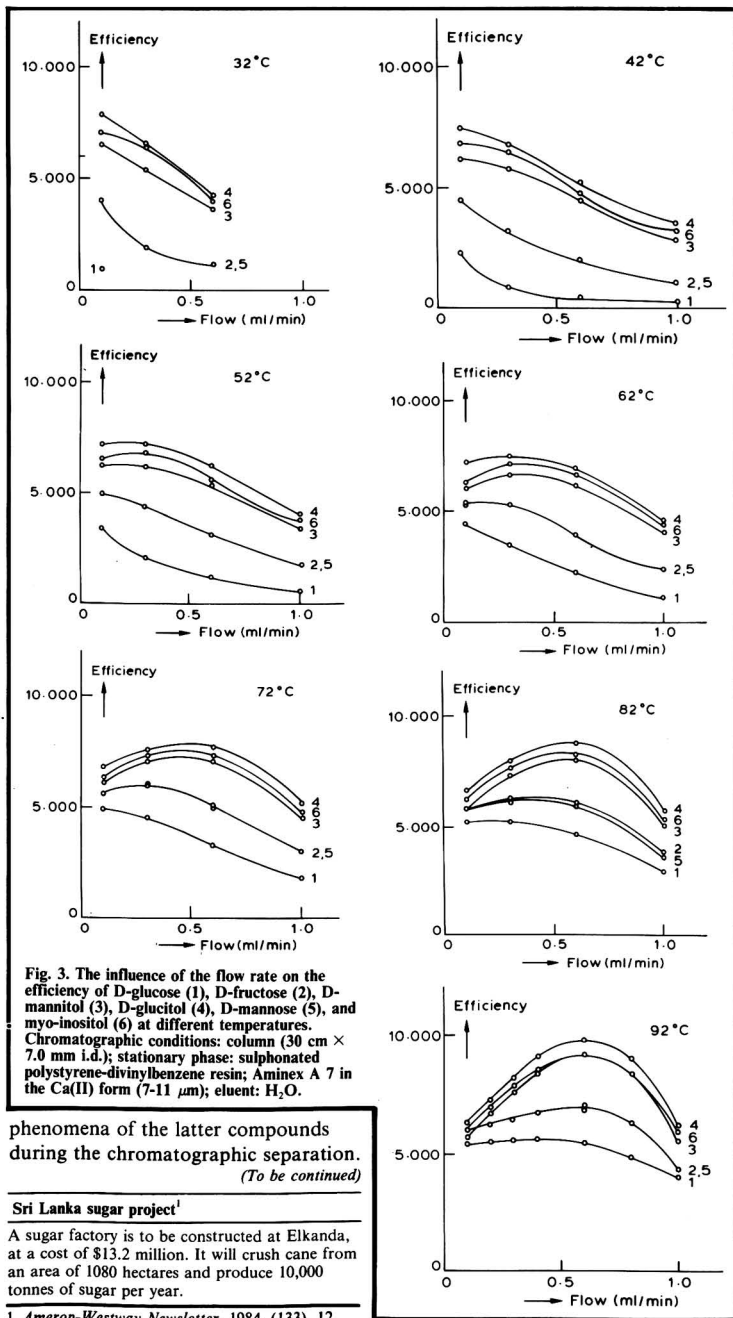 Efficiency
32°C
10.000
5.000
0
4
6
3
2,5
1
0
0.5
1.0
Flow (ml/min)
Efficiency
42°C
10.000
5.000
0
4
6
3
2,5
1
0
0.5
1.0
Flow (ml/min)
Efficiency
52°C
10.000
5.000
0
4
6
3
2,5
1
0
0.5
1.0
Flow (ml/min)
Efficiency
62°C
10.000
5.000
0
4
6
3
2,5
1
0
0.5
1.0
Flow (ml/min)
Efficiency
72°C
10.000
5.000
0
4
6
3
2,5
1
0
0.5
1.0
Flow(ml/min)
Efficiency
82°C
10.000
5.000
0
4
6
3
2
5
1
0
0.5
1.0
Flow(ml/min)
Fig. 3. The influence of the flow rate on the
efficiency of D-glucose (1), D-fructose (2), D-
mannitol (3), D-glucitol (4), D-mannose (5), and
myo-inositol (6) at different temperatures.
Chromatographic conditions: column (30 cm ×
7.0 mm i.d.); stationary phase: sulphonated
polystyrene-divinylbenzene resin; Aminex A 7 in
the Ca(II) form (7-11 μm); eluent: H₂O.
Efficiency
92°C
10.000
5.000
0
4
6
3
2,5
1
0
0.5
1.0
Flow (ml/min)
phenomena of the latter compounds
during the chromatographic separation.
(To be continued)
Sri Lanka sugar project¹
A sugar factory is to be constructed at Elkanda,
at a cost of $13.2 million. It will crush cane from
an area of 1080 hectares and produce 10,000
tonnes of sugar per year.
1 Ameron-Westway Newsletter, 1984, (133), 12.